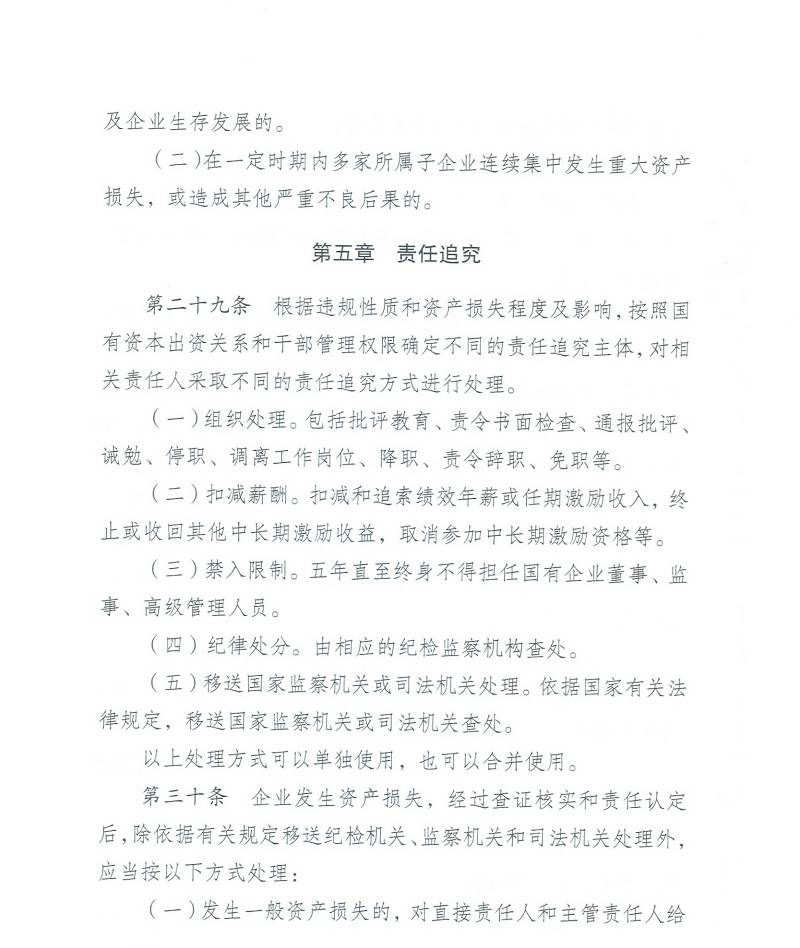 及企业生存发展的。
（二）在一定时期内多家所属子企业连续集中发生重大资产
损失，或造成其他严重不良后果的。
第五章　责任追究
第二十九条　根据违规性质和资产损失程度及影响，按照国
有资本出资关系和干部管理权限确定不同的责任追究主体，对相
关责任人采取不同的责任追究方式进行处理。
（一）组织处理。包括批评教育、责令书面检查、通报批评、
诫勉、停职、调离工作岗位、降职、责令辞职、免职等。
（二）扣减薪酬。扣减和追索绩效年薪或任期激励收入，终
止或收回其他中长期激励收益，取消参加中长期激励资格等。
（三）禁入限制。五年直至终身不得担任国有企业董事、监
事、高级管理人员。
（四）纪律处分。由相应的纪检监察机构查处。
（五）移送国家监察机关或司法机关处理。依据国家有关法
律规定，移送国家监察机关或司法机关查处。
以上处理方式可以单独使用，也可以合并使用。
第三十条　企业发生资产损失，经过查证核实和责任认定
后，除依据有关规定移送纪检机关、监察机关和司法机关处理外，
应当按以下方式处理：
（一）发生一般资产损失的，对直接责任人和主管责任人给